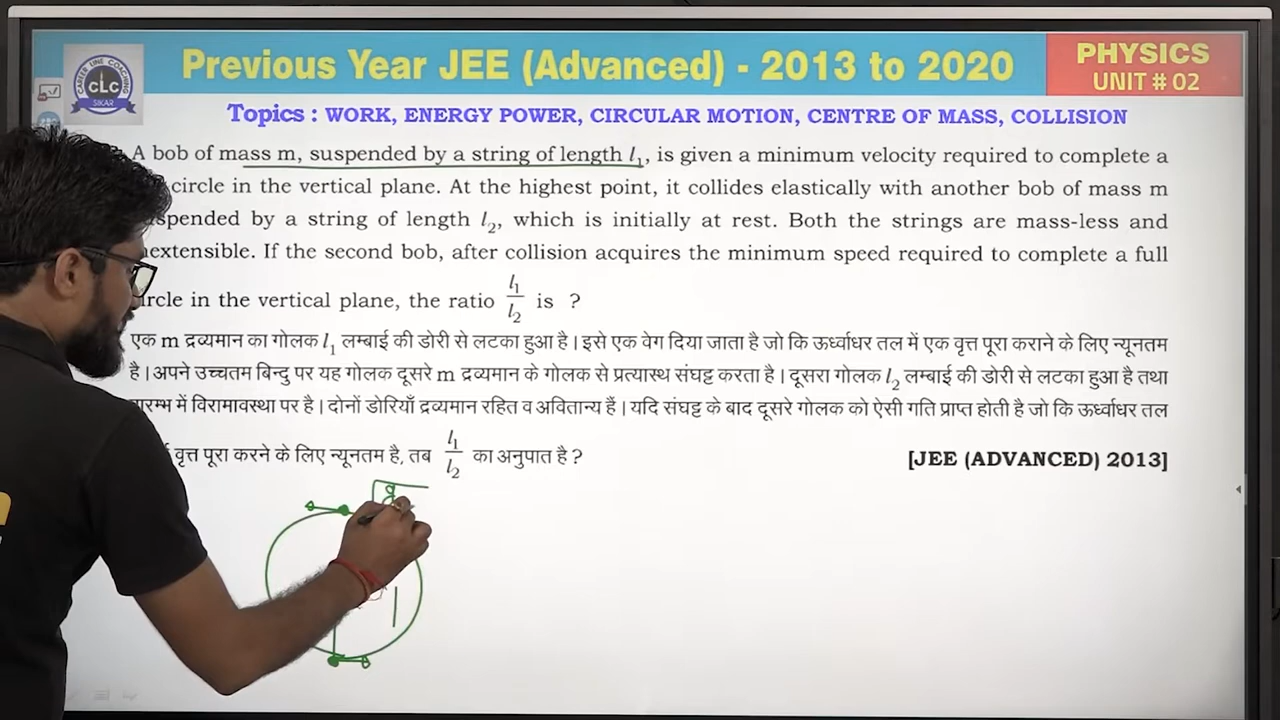 Previous Year JEE (Advanced) - 2013 to 2020
PHYSICS
UNIT # 02
CAREER LINE COACHING
CLC
SIKAR
Topics : WORK, ENERGY POWER, CIRCULAR MOTION, CENTRE OF MASS, COLLISION
A bob of mass m, suspended by a string of length l₁, is given a minimum velocity required to complete a
circle in the vertical plane. At the highest point, it collides elastically with another bob of mass m
spended by a string of length l₂, which is initially at rest. Both the strings are mass-less and
extensible. If the second bob, after collision acquires the minimum speed required to complete a full
rcle in the vertical plane, the ratio l₁/l₂ is ?
एक m द्रव्यमान का गोलक l₁ लम्बाई की डोरी से लटका हुआ है। इसे एक वेग दिया जाता है जो कि ऊर्ध्वाधर तल में एक वृत्त पूरा कराने के लिए न्यूनतम
है। अपने उच्चतम बिन्दु पर यह गोलक दूसरे m द्रव्यमान के गोलक से प्रत्यास्थ संघट्ट करता है। दूसरा गोलक l₂ लम्बाई की डोरी से लटका हुआ है तथा
रम्भ में विरामावस्था पर है। दोनों डोरियाँ द्रव्यमान रहित व अवितान्य हैं। यदि संघट्ट के बाद दूसरे गोलक को ऐसी गति प्राप्त होती है जो कि ऊर्ध्वाधर तल
वृत्त पूरा करने के लिए न्यूनतम है, तब l₁/l₂ का अनुपात है ?
[JEE (ADVANCED) 2013]